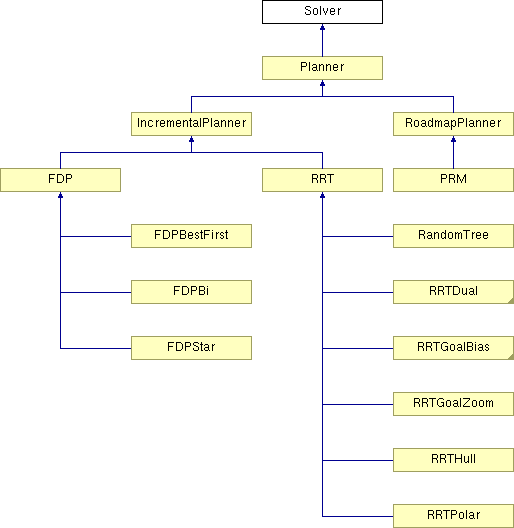 Solver
Planner
IncrementalPlanner
RoadmapPlanner
FDP
RRT
PRM
FDPBestFirst
RandomTree
FDPBi
RRTDual
FDPStar
RRTGoalBias
RRTGoalZoom
RRTHull
RRTPolar